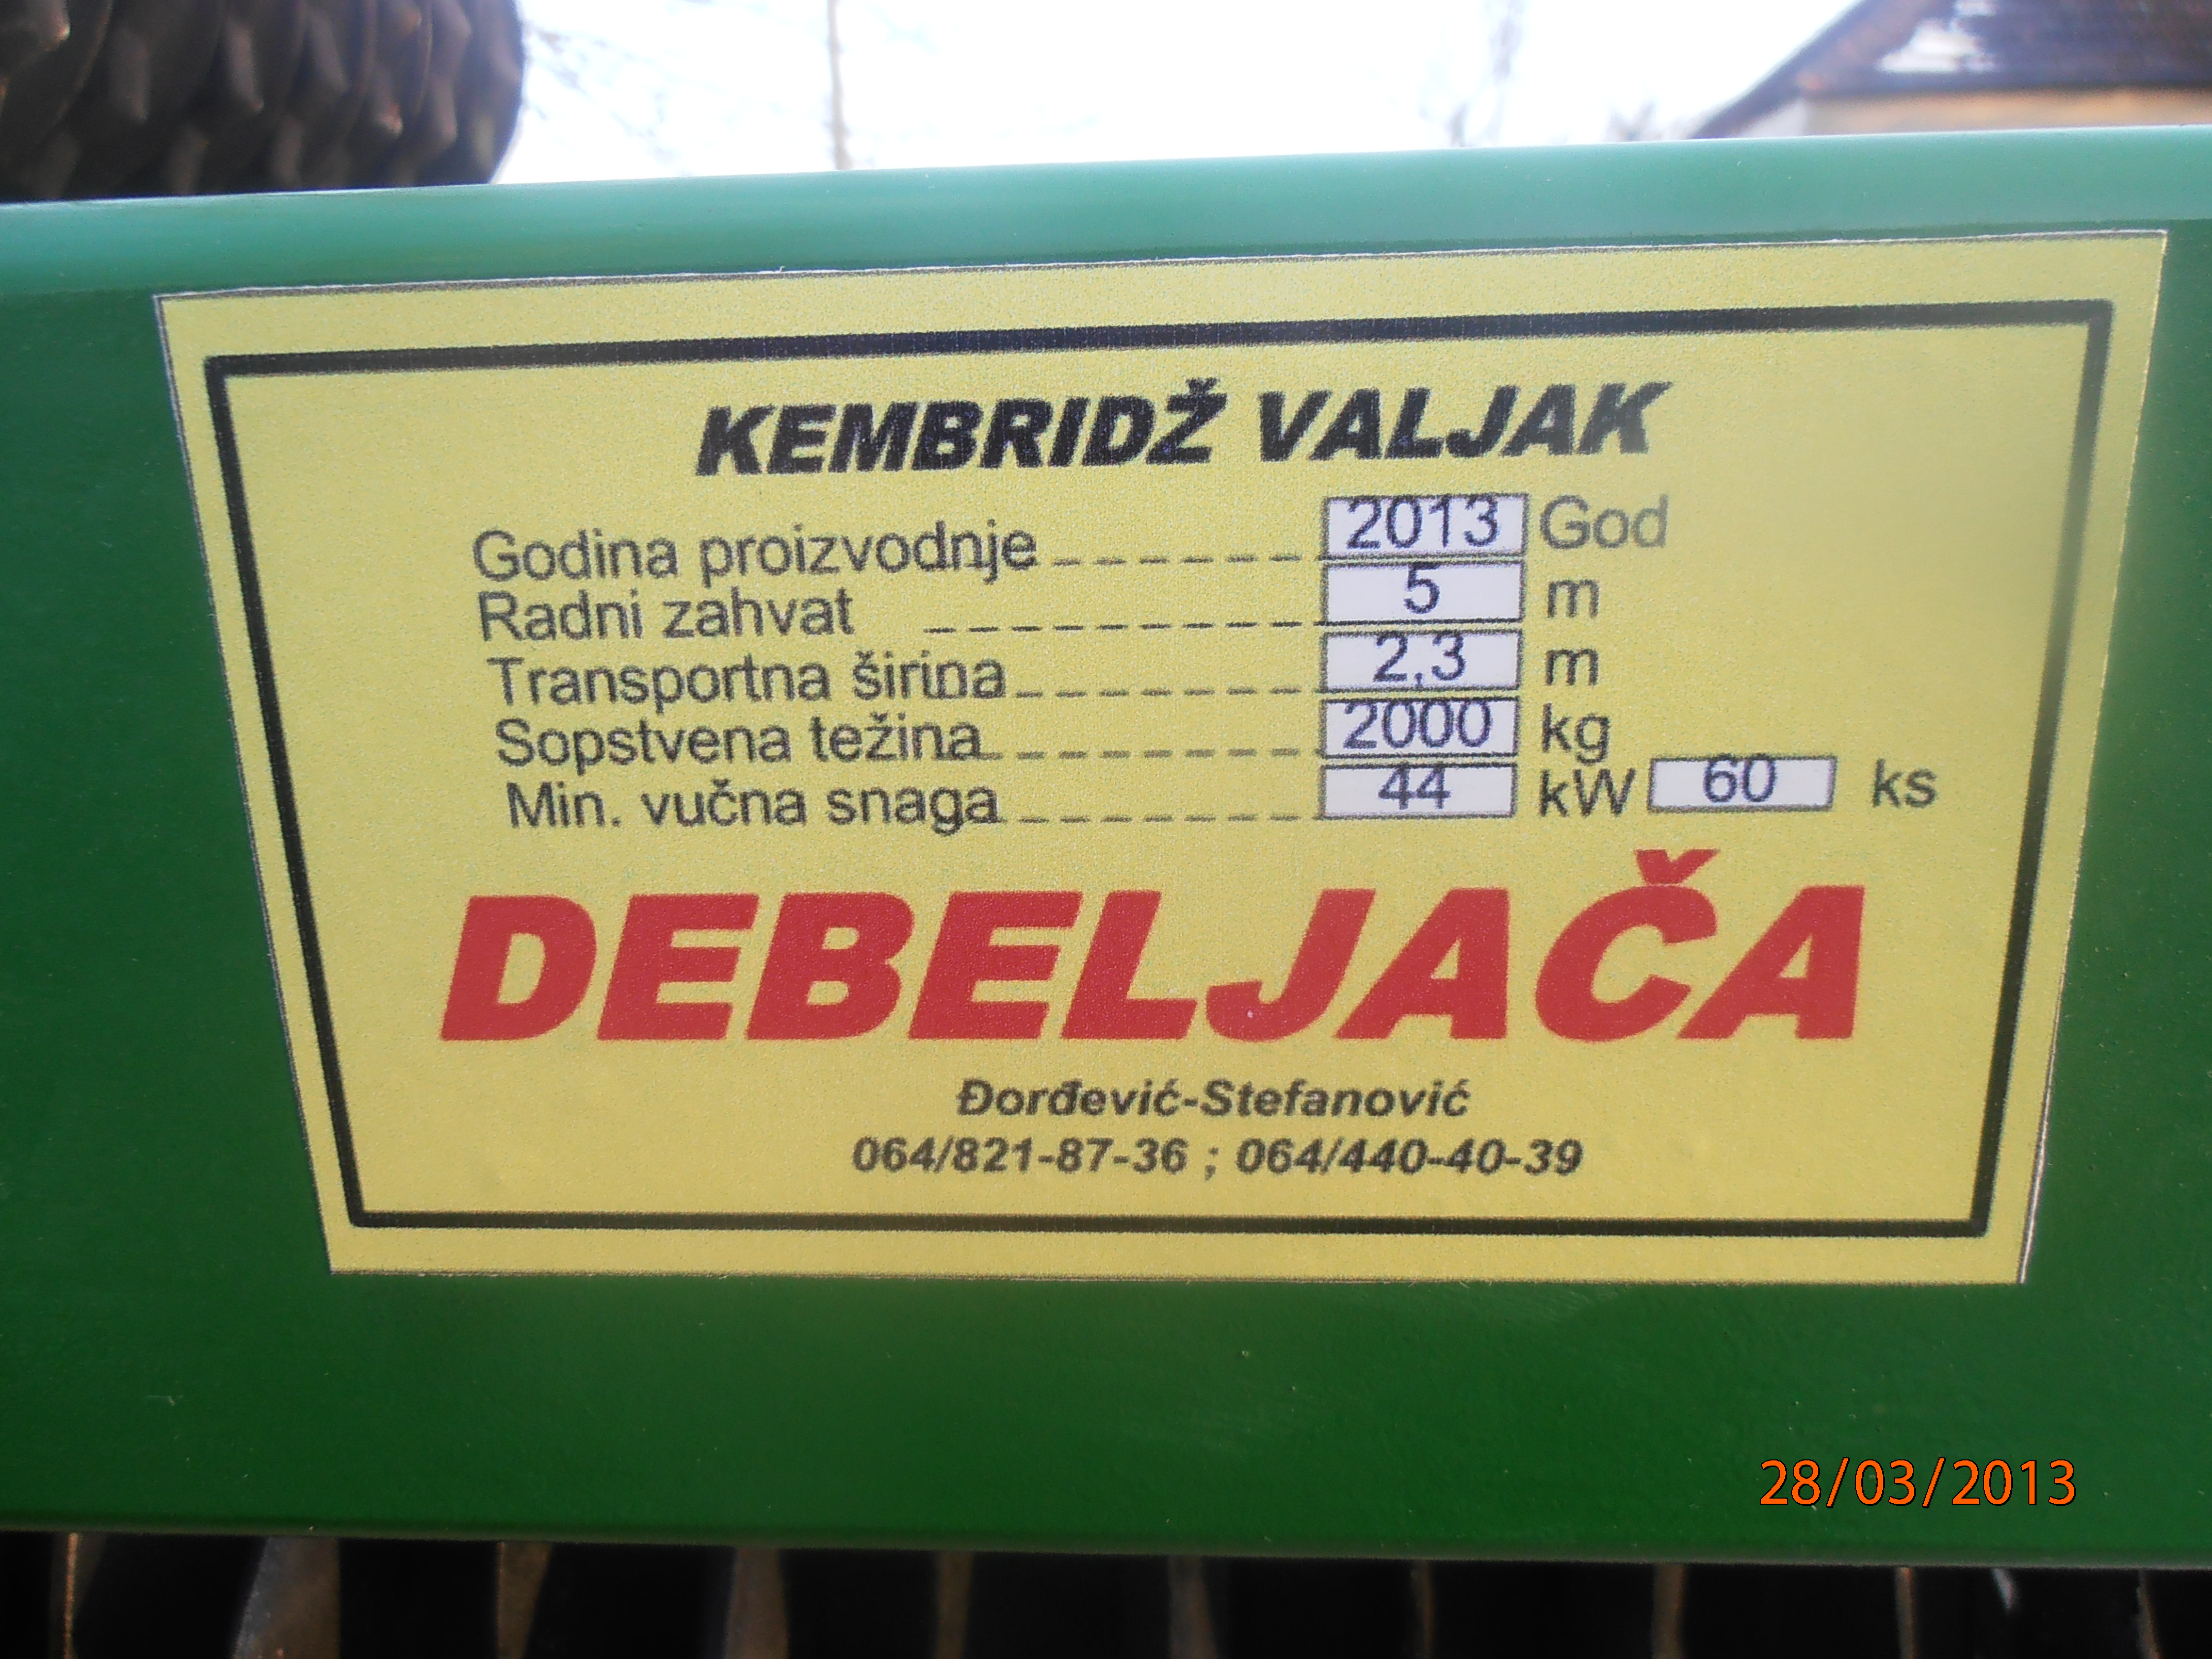 KEMBRIDŽ VALJAK
Godina proizvodnje 2013 God
Radni zahvat 5 m
Transportna širina 2,3 m
Sopstvena težina 2000 kg
Min. vučna snaga 44 kW 60 ks
DEBELJAČA
Đorđević-Stefanović
064/821-87-36 ; 064/440-40-39
28/03/2013